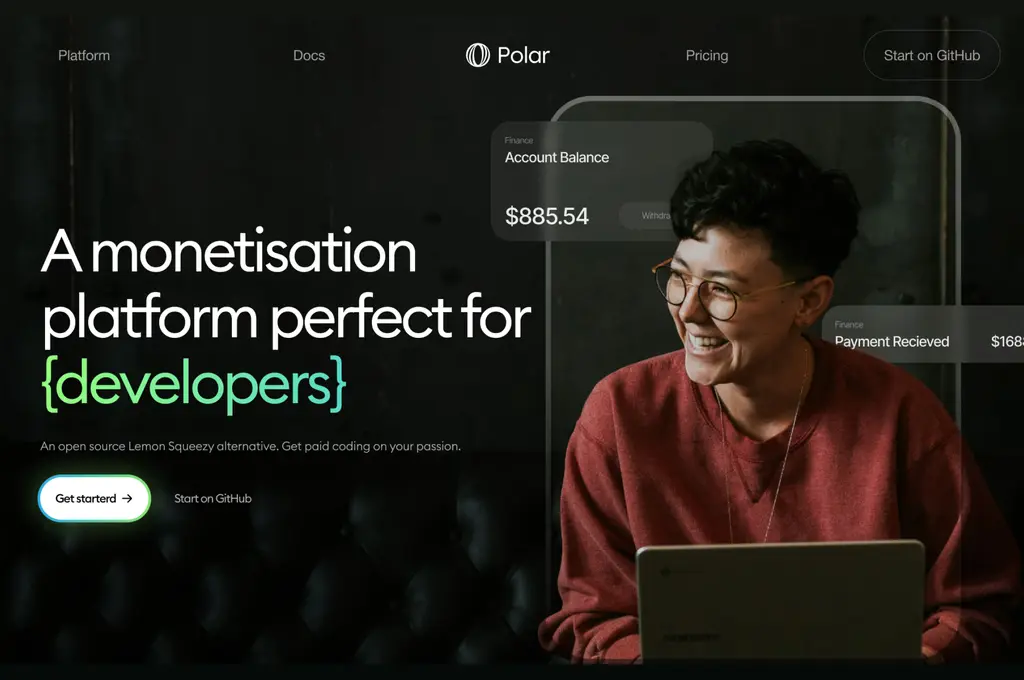 Platform
Docs
Polar
Pricing
Start on GitHub
Finance
Account Balance
$885.54
Withdra
A monetisation
platform perfect for
{developers}
Finance
Payment Recieved
$168
An open source Lemon Squeezy alternative. Get paid coding on your passion.
Get starterd →
Start on GitHub